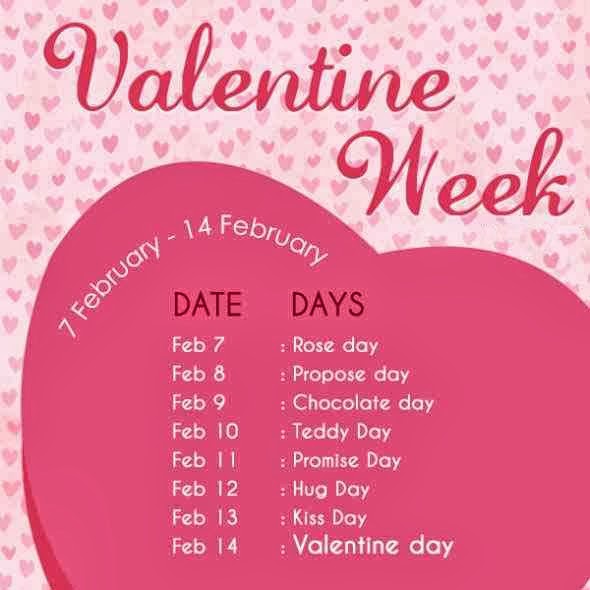 Valentine
Week
7 February - 14 February
DATE DAYS
Feb 7 : Rose day
Feb 8 : Propose day
Feb 9 : Chocolate day
Feb 10 : Teddy Day
Feb 11 : Promise Day
Feb 12 : Hug Day
Feb 13 : Kiss Day
Feb 14 : Valentine day